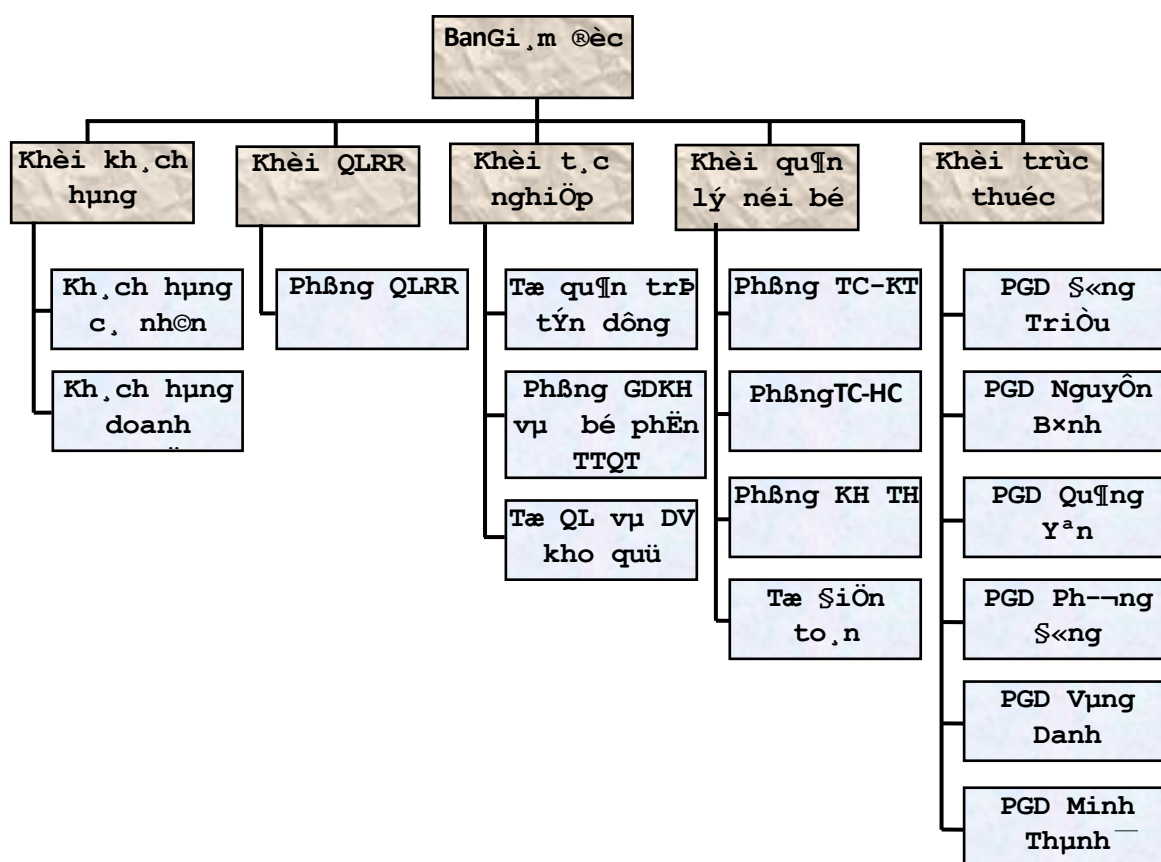 BanGi¸m ®èc
Khèi kh¸ch
hµng
Khèi QLRR
Khèi t¸c
nghiÖp
Khèi qu¶n
lý néi bé
Khèi trùc
thuéc
Kh¸ch hµng
c¸ nh©n
Kh¸ch hµng
doanh
PhßngQLRR
Tæ qu¶n trÞ
tÝn dông
Phßng GDKH
vµ bé phËn
TTQT
Tæ QL vµ DV
kho quü
Phßng TC-KT
PhßngTC-HC
Phßng KH TH
Tæ §iÖn
to¸n
PGD §«ng
TriÒu
PGD NguyÔn
B×nh
PGD Qu¶ng
Yªn
PGD Ph-¬ng
§«ng
PGD Vµng
Danh
PGD Minh
Thµnh